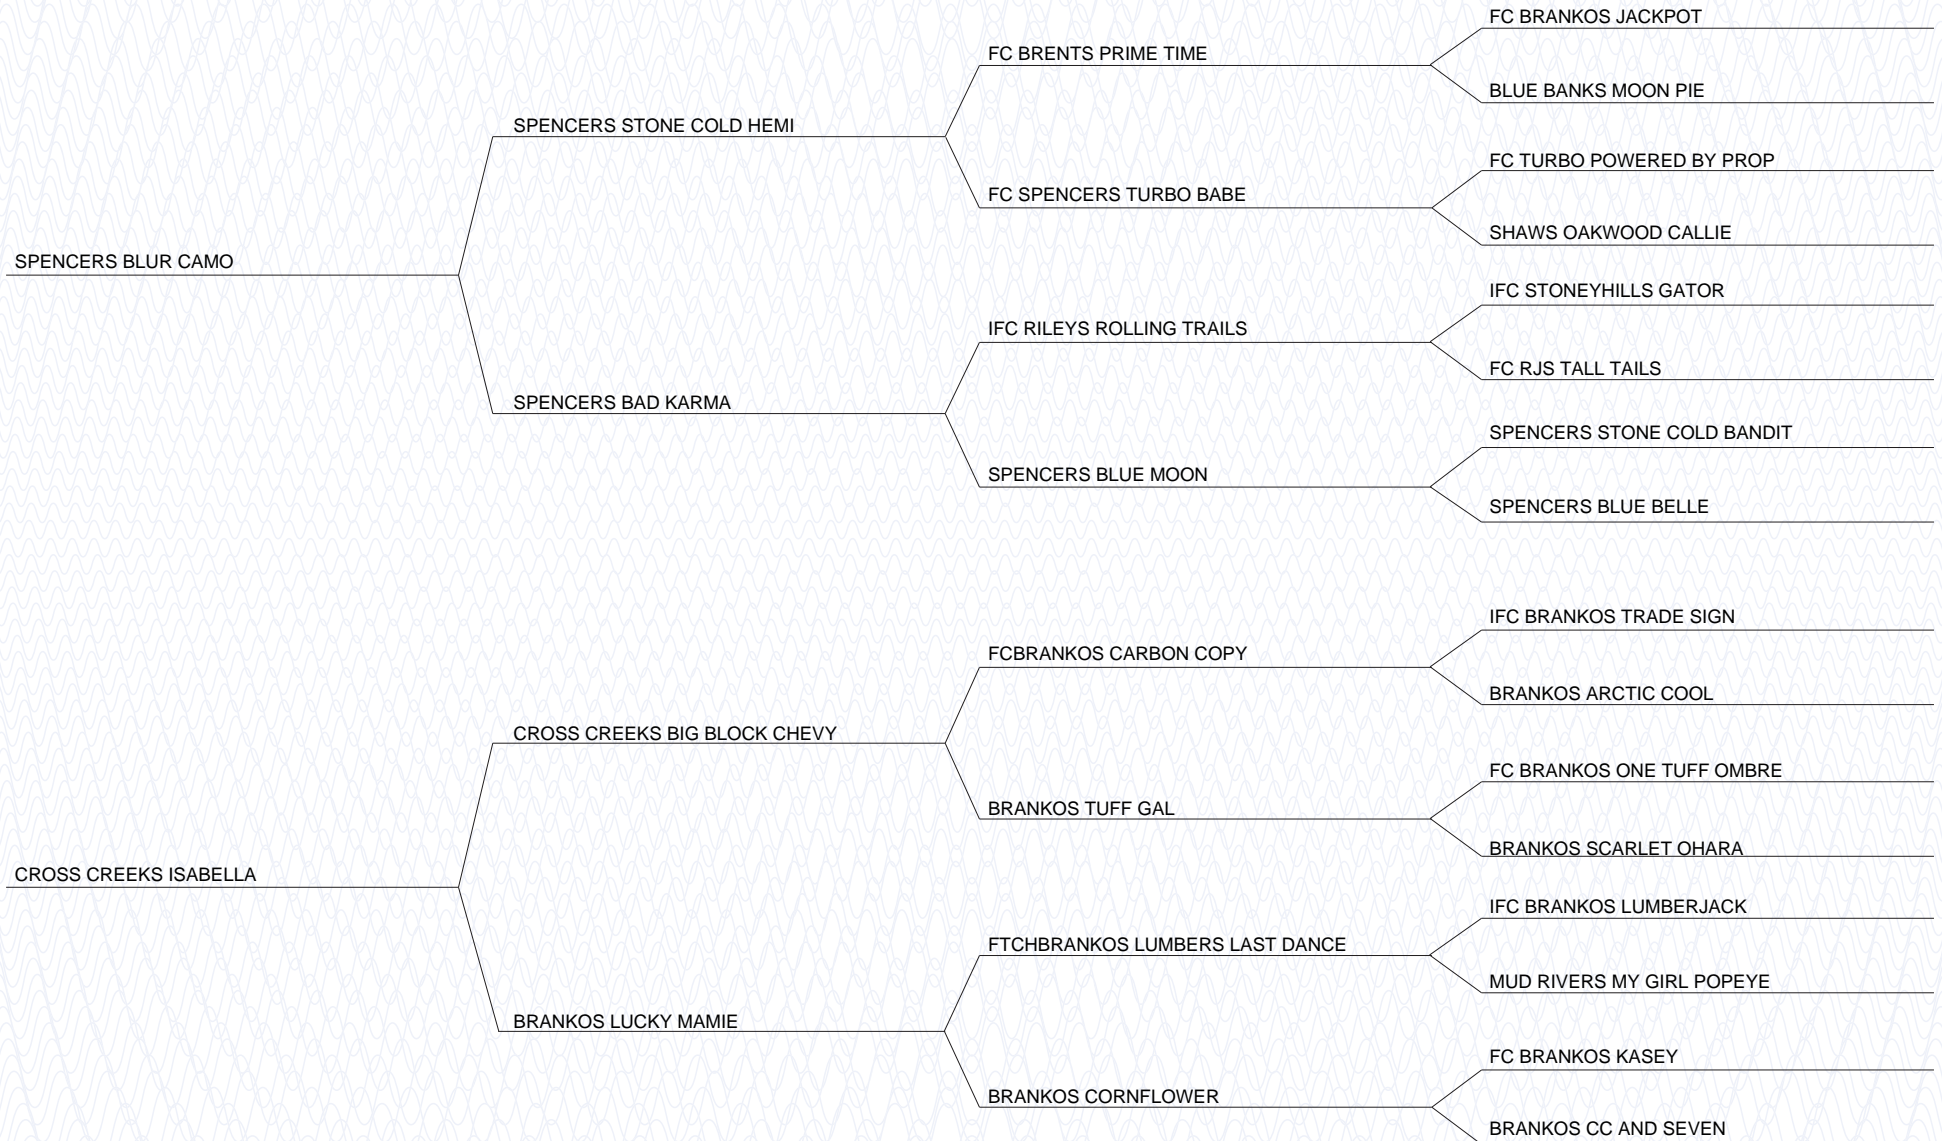 FC BRANKOS JACKPOT
FC BRENTS PRIME TIME
BLUE BANKS MOON PIE
SPENCERS STONE COLD HEMI
FC TURBO POWERED BY PROP
FC SPENCERS TURBO BABE
SHAWS OAKWOOD CALLIE
SPENCERS BLUR CAMO
IFC STONEYHILLS GATOR
IFC RILEYS ROLLING TRAILS
FC RJS TALL TAILS
SPENCERS BAD KARMA
SPENCERS STONE COLD BANDIT
SPENCERS BLUE MOON
SPENCERS BLUE BELLE
IFC BRANKOS TRADE SIGN
FCBRANKOS CARBON COPY
BRANKOS ARCTIC COOL
CROSS CREEKS BIG BLOCK CHEVY
FC BRANKOS ONE TUFF OMBRE
BRANKOS TUFF GAL
BRANKOS SCARLET OHARA
CROSS CREEKS ISABELLA
IFC BRANKOS LUMBERJACK
FTCHBRANKOS LUMBERS LAST DANCE
MUD RIVERS MY GIRL POPEYE
BRANKOS LUCKY MAMIE
FC BRANKOS KASEY
BRANKOS CORNFLOWER
BRANKOS CC AND SEVEN